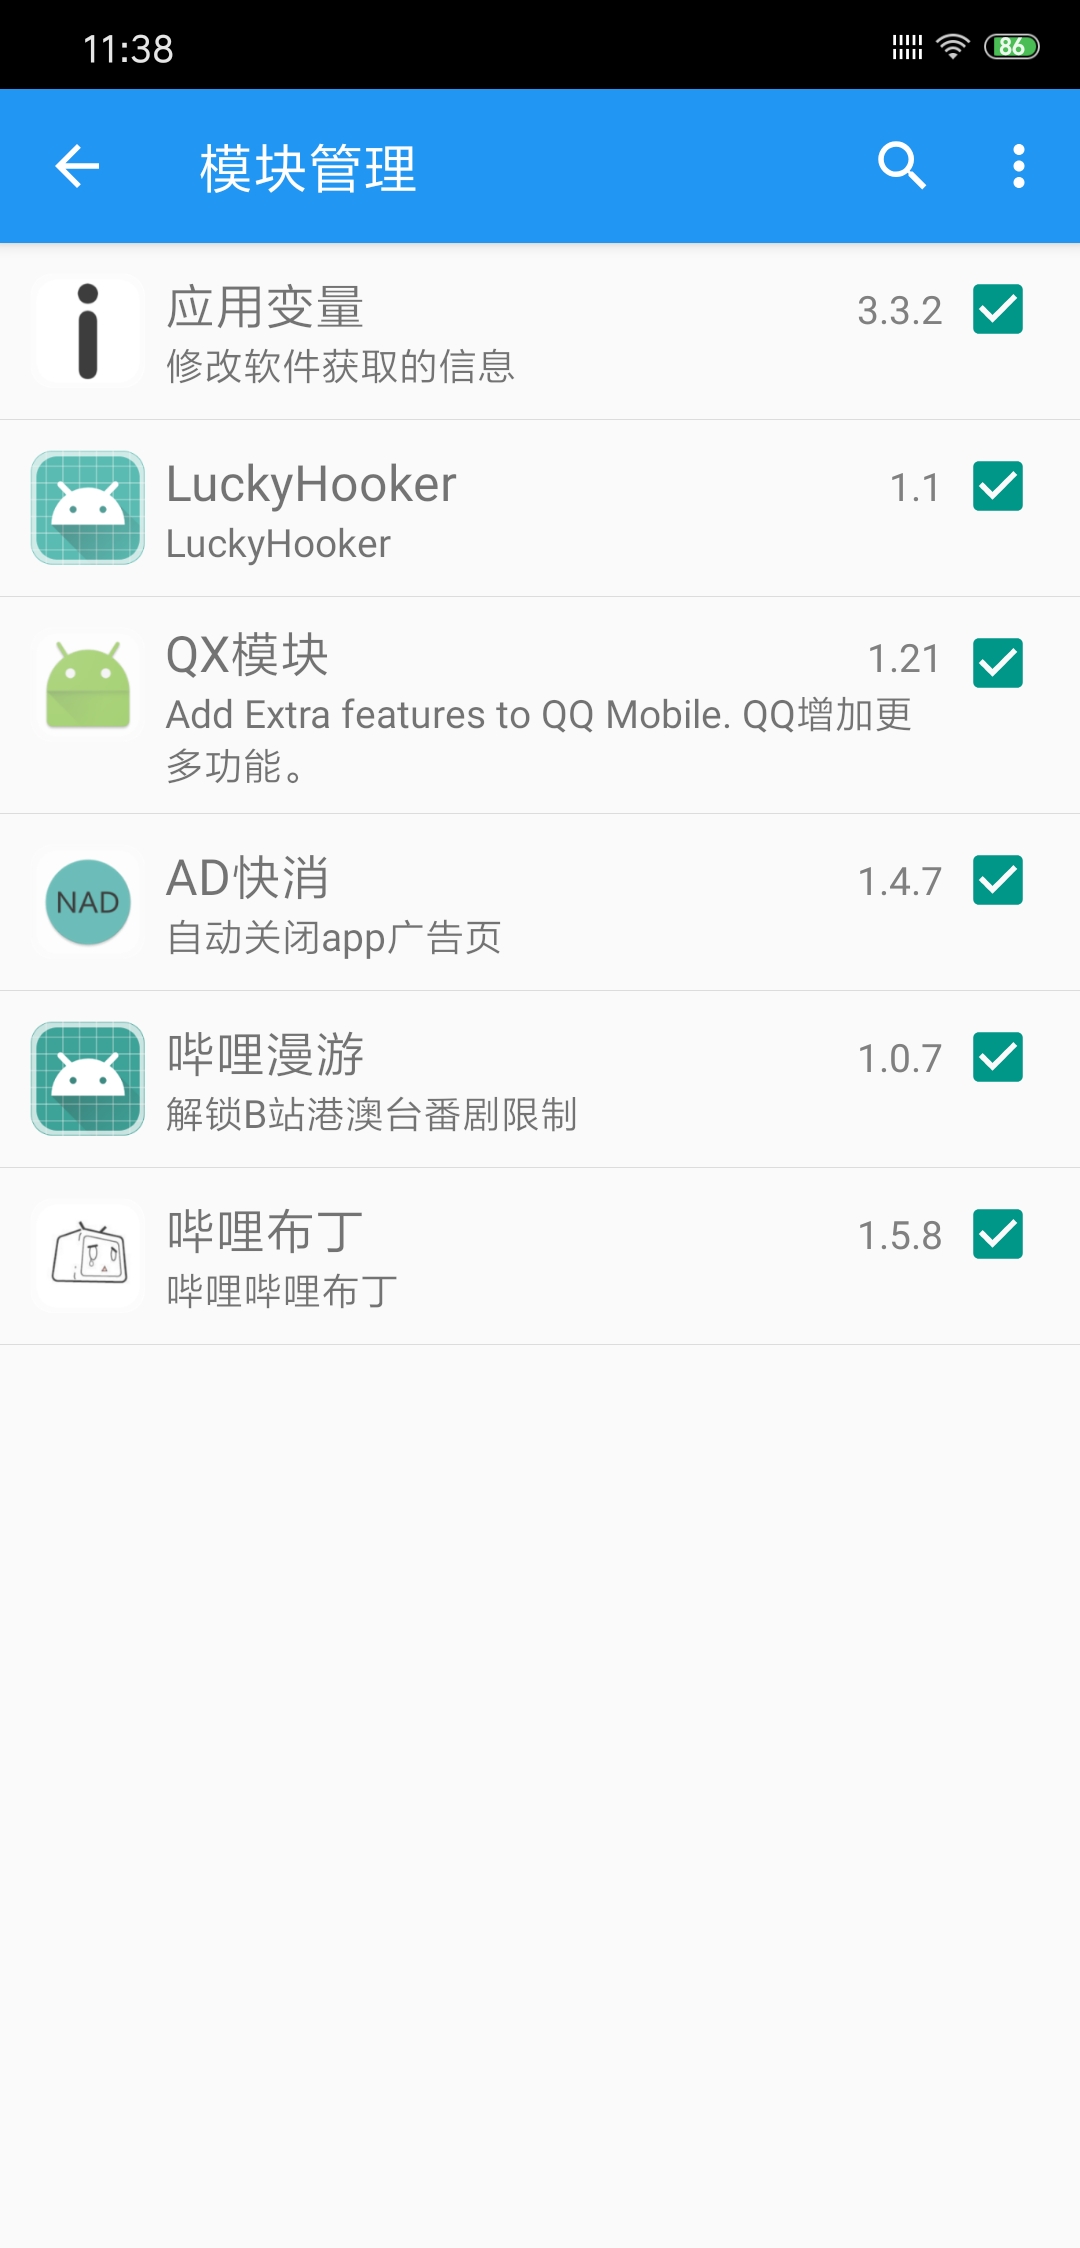 11:38
86
模块管理
应用变量
3.3.2
修改软件获取的信息
LuckyHooker
1.1
LuckyHooker
QX模块
1.21
Add Extra features to QQ Mobile. QQ增加更
多功能。
NAD
AD快消
1.4.7
自动关闭app广告页
哔哩漫游
1.0.7
解锁B站港澳台番剧限制
哔哩布丁
1.5.8
哔哩哔哩布丁